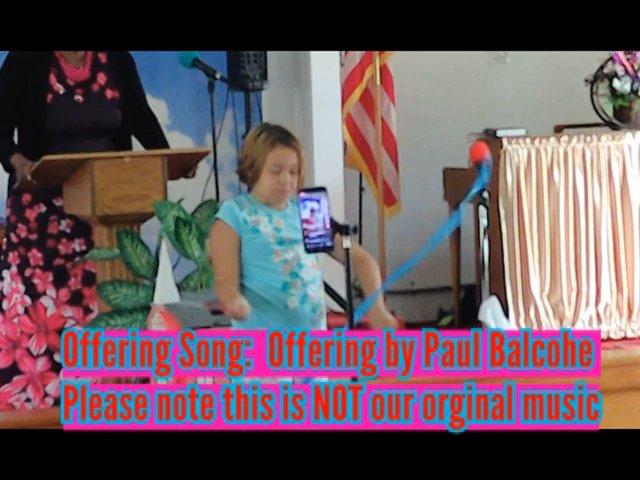 Offering Song:  Offering by Paul Balcohe
Please note this is NOT our orginal music